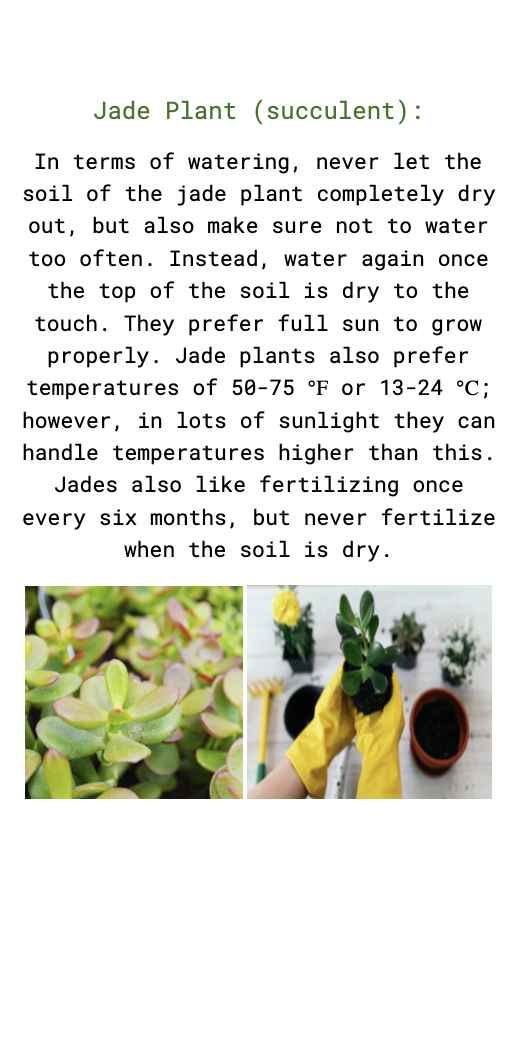 Jade Plant (succulent):
In terms of watering, never let the
soil of the jade plant completely dry
out, but also make sure not to water
too often. Instead, water again once
the top of the soil is dry to the
touch. They prefer full sun to grow
properly. Jade plants also prefer
temperatures of 50-75 ℉ or 13-24 ℃;
however, in lots of sunlight they can
handle temperatures higher than this.
Jades also like fertilizing once
every six months, but never fertilize
when the soil is dry.